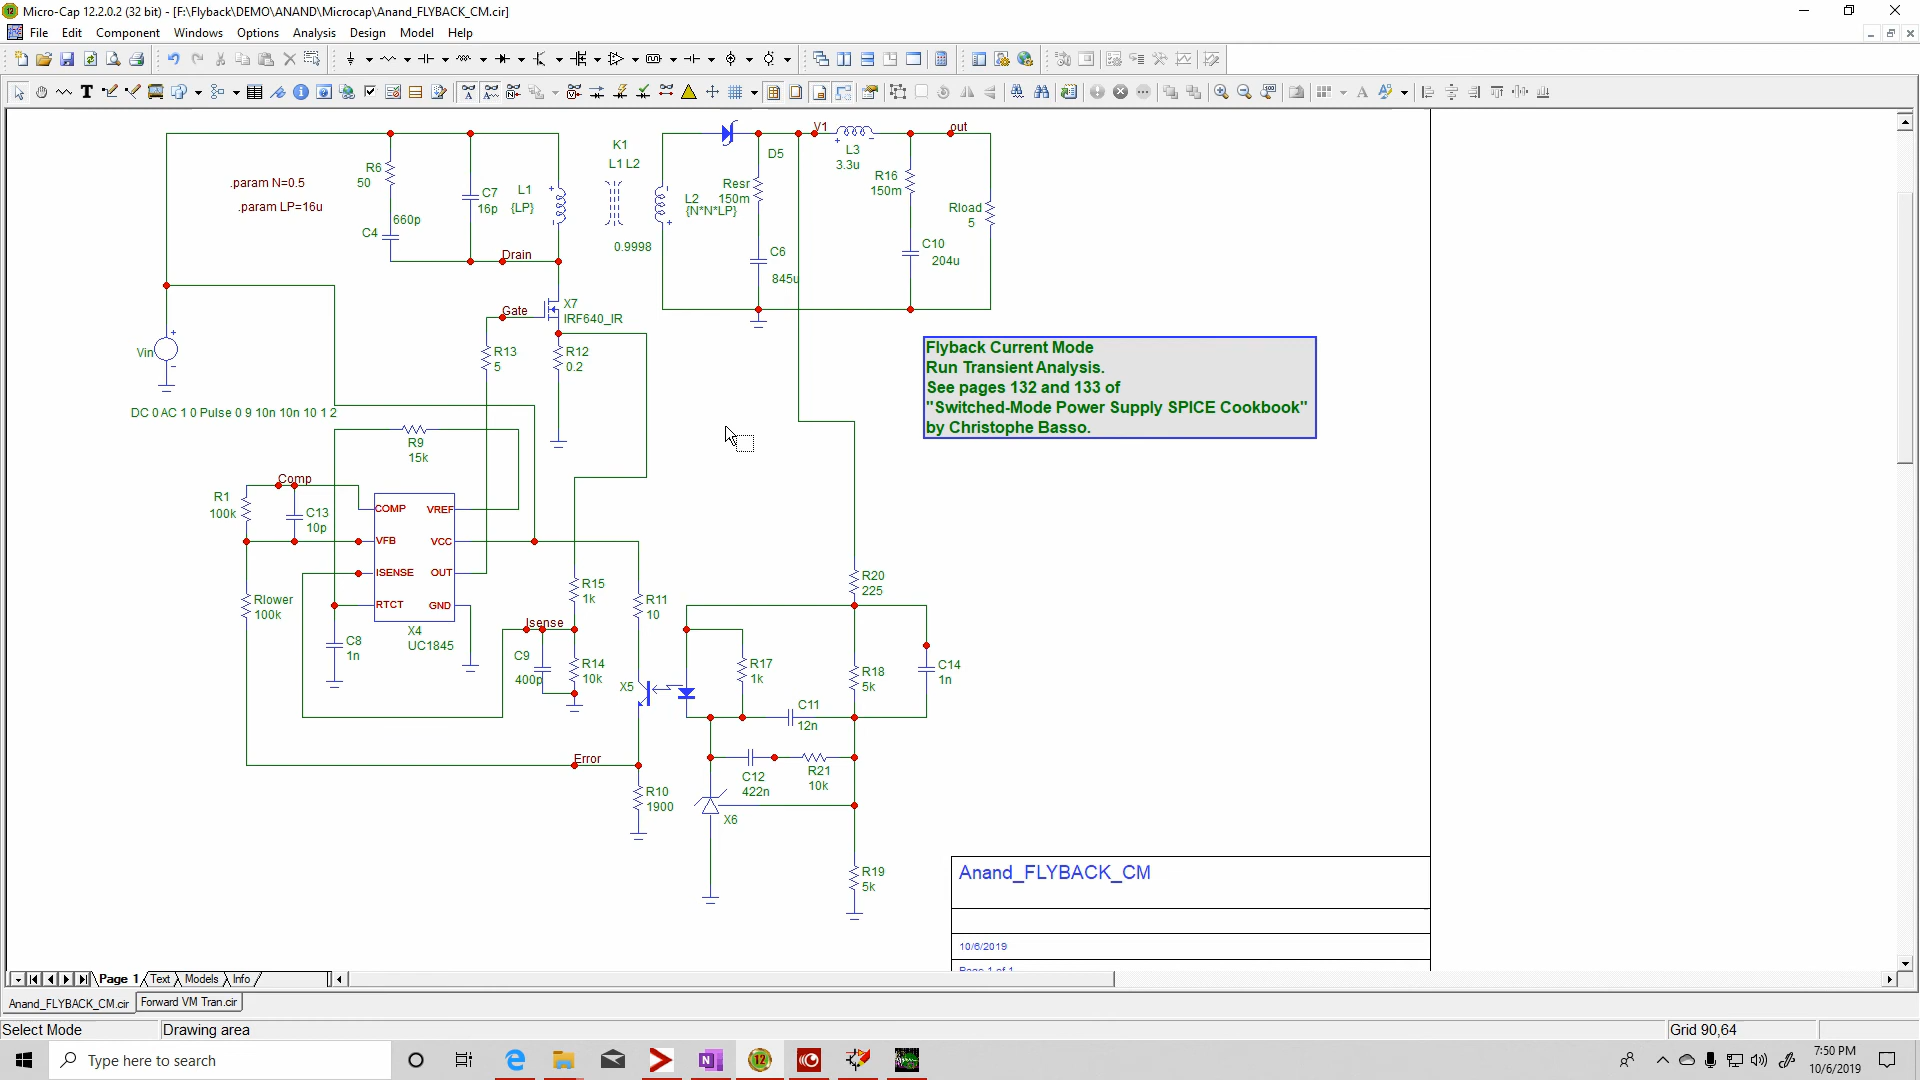 Micro-Cap 12.2.0.2 (32 bit) - [F:\Flyback\DEMO\ANAND\Microcap\Anand_FLYBACK_CM.cir]
File Edit Component Windows Options Analysis Design Model Help
.param N=0.5
.param LP=16u
R6
50
C4
660p
C7
16p
L1
{LP}
K1
L1 L2
0.9998
L2
{N*N*LP}
D5
Resr
150m
C6
845u
V1
L3
3.3u
out
R16
150m
C10
204u
Rload
5
Drain
Gate
X7
IRF640_IR
R13
5
R12
0.2
Vin
DC 0 AC 1 0 Pulse 0 9 10n 10n 10 1 2
Flyback Current Mode
Run Transient Analysis.
See pages 132 and 133 of
"Switched-Mode Power Supply SPICE Cookbook"
by Christophe Basso.
R9
15k
Comp
R1
100k
C13
10p
COMP VREF
VFB VCC
ISENSE OUT
RTCT GND
X4
UC1845
Rlower
100k
C8
1n
R15
1k
Isense
C9
400p
R14
10k
R11
10
X5
R17
1k
R20
225
R18
5k
C14
1n
C11
12n
Error
R10
1900
C12
422n
R21
10k
X6
R19
5k
Anand_FLYBACK_CM
10/6/2019
Page 1 of 1
Page 1 Text Models Info
Anand_FLYBACK_CM.cir Forward VM Tran.cir
Select Mode Drawing area Grid 90,64
Type here to search
12
7:50 PM
10/6/2019